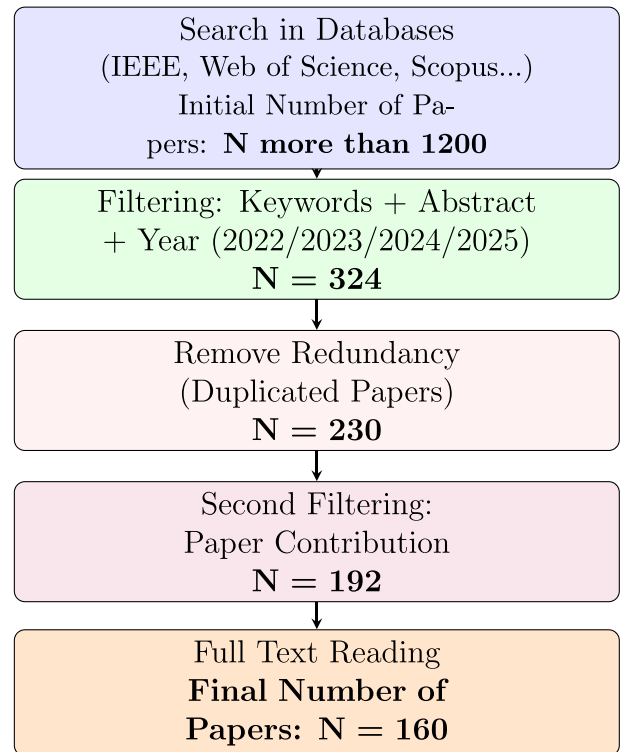 Search in Databases
(IEEE, Web of Science, Scopus...)
Initial Number of Pa-
pers: N more than 1200
Filtering: Keywords + Abstract
+ Year (2022/2023/2024/2025)
N = 324
Remove Redundancy
(Duplicated Papers)
N = 230
Second Filtering:
Paper Contribution
N = 192
Full Text Reading
Final Number of
Papers: N = 160